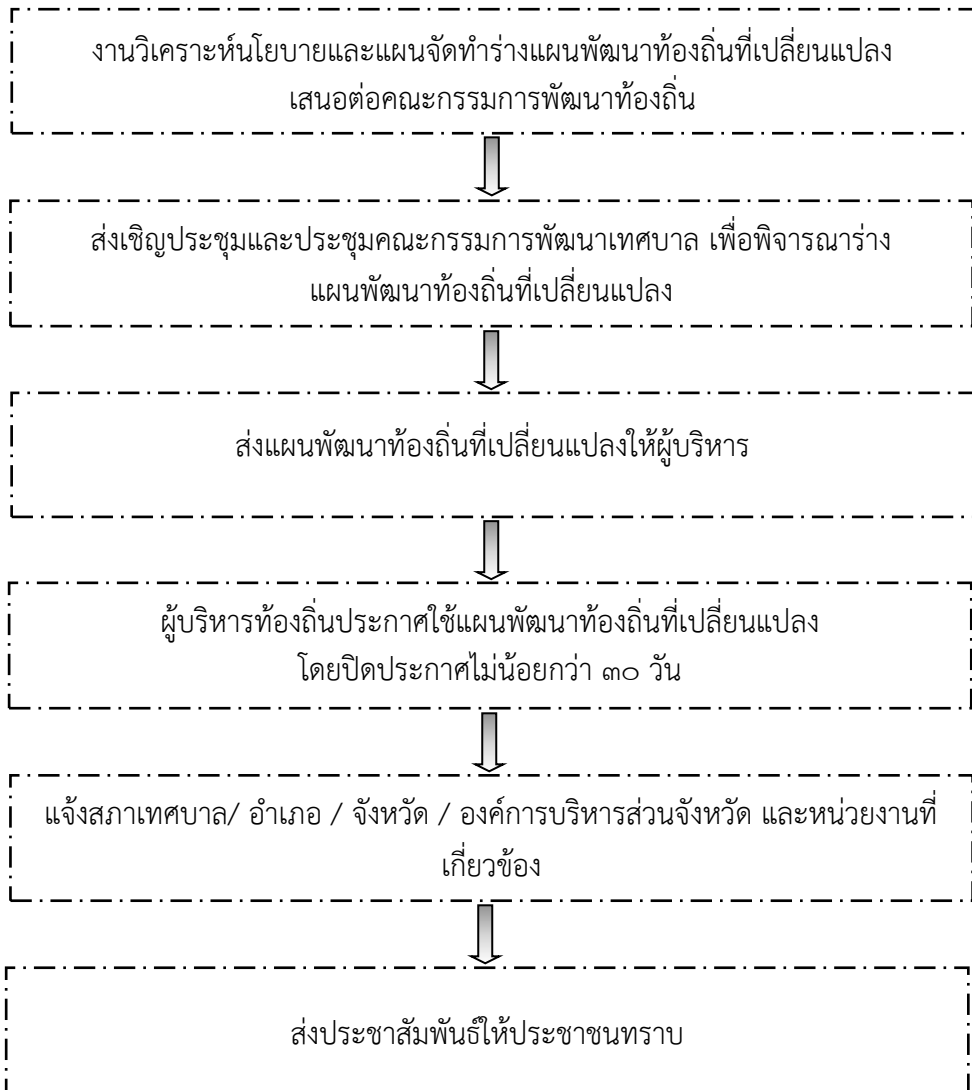 งานวิเคราะห์นโยบายและแผนจัดทำร่างแผนพัฒนาท้องถิ่นที่เปลี่ยนแปลง
เสนอต่อคณะกรรมการพัฒนาท้องถิ่น
ส่งเชิญประชุมและประชุมคณะกรรมการพัฒนาเทศบาล เพื่อพิจารณาร่าง
แผนพัฒนาท้องถิ่นที่เปลี่ยนแปลง
ส่งแผนพัฒนาท้องถิ่นที่เปลี่ยนแปลงให้ผู้บริหาร
ผู้บริหารท้องถิ่นประกาศใช้แผนพัฒนาท้องถิ่นที่เปลี่ยนแปลง
โดยปิดประกาศไม่น้อยกว่า ๓๐ วัน
แจ้งสภาเทศบาล/ อำเภอ / จังหวัด / องค์การบริหารส่วนจังหวัด และหน่วยงานที่
เกี่ยวข้อง
ส่งประชาสัมพันธ์ให้ประชาชนทราบ